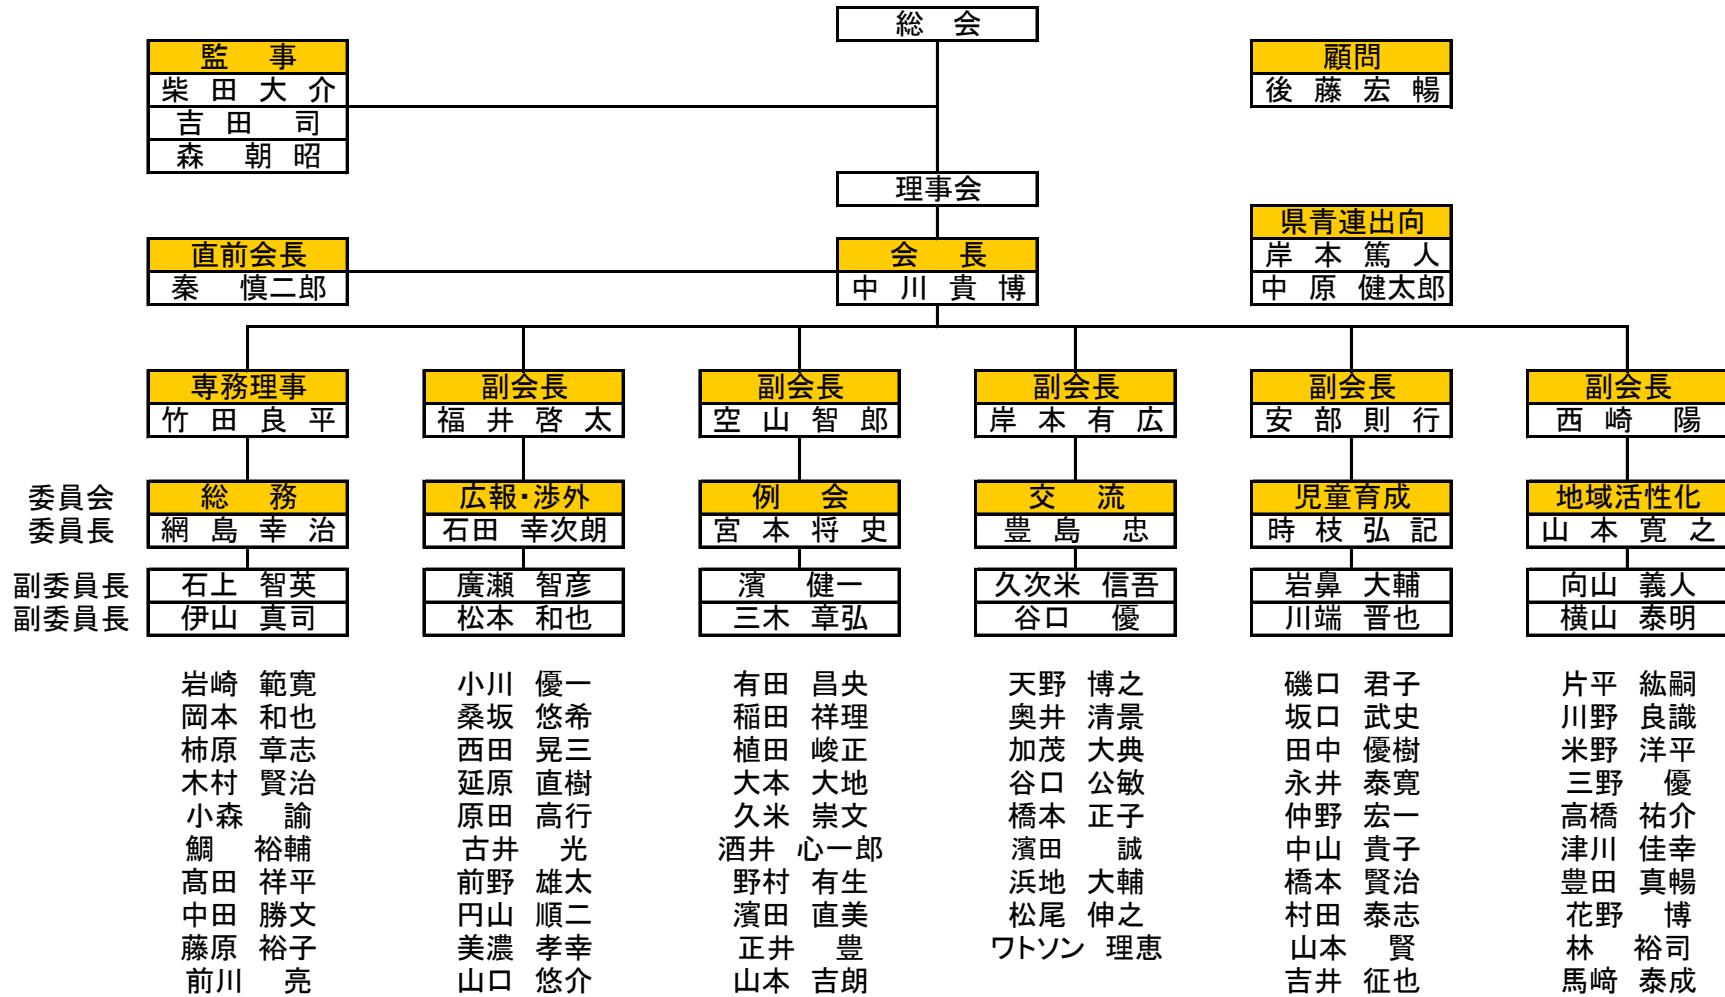 総 会
監 事
柴 田 大 介
吉 田 司
森 朝 昭
顧問
後 藤 宏 暢
理事会
県青連出向
岸 本 篤 人
中 原 健太郎
直前会長
秦 慎二郎
会 長
中 川 貴 博
専務理事 副会長 副会長 副会長 副会長 副会長
竹 田 良 平 福 井 啓 太 空 山 智 郎 岸 本 有 広 安 部 則 行 西 崎 陽
委員会 総 務 広報・渉外 例 会 交 流 児童育成 地域活性化
委員長 網 島 幸 治 石田 幸次朗 宮 本 将 史 豊 島 忠 時 枝 弘 記 山 本 寛 之
副委員長 石上 智英 廣瀬 智彦 濱 健一 久次米 信吾 岩鼻 大輔 向山 義人
副委員長 伊山 真司 松本 和也 三木 章弘 谷口 優 川端 晋也 横山 泰明
岩崎 範寛 小川 優一 有田 昌央 天野 博之 磯口 君子 片平 紘嗣
岡本 和也 桑坂 悠希 稲田 祥理 奥井 清景 坂口 武史 川野 良識
柿原 章志 西田 晃三 植田 峻正 加茂 大典 田中 優樹 米野 洋平
木村 賢治 延原 直樹 大本 大地 谷口 公敏 永井 泰寛 三野 優
小森 諭 原田 高行 久米 崇文 橋本 正子 仲野 宏一 高橋 祐介
鯛 裕輔 古井 光 酒井 心一郎 濱田 誠 中山 貴子 津川 佳幸
髙田 祥平 前野 雄太 野村 有生 浜地 大輔 橋本 賢治 豊田 真暢
中田 勝文 円山 順二 濱田 直美 松尾 伸之 村田 泰志 花野 博
藤原 裕子 美濃 孝幸 正井 豊 ワトソン 理恵 山本 賢 林 裕司
前川 亮 山口 悠介 山本 吉朗 吉井 征也 馬﨑 泰成